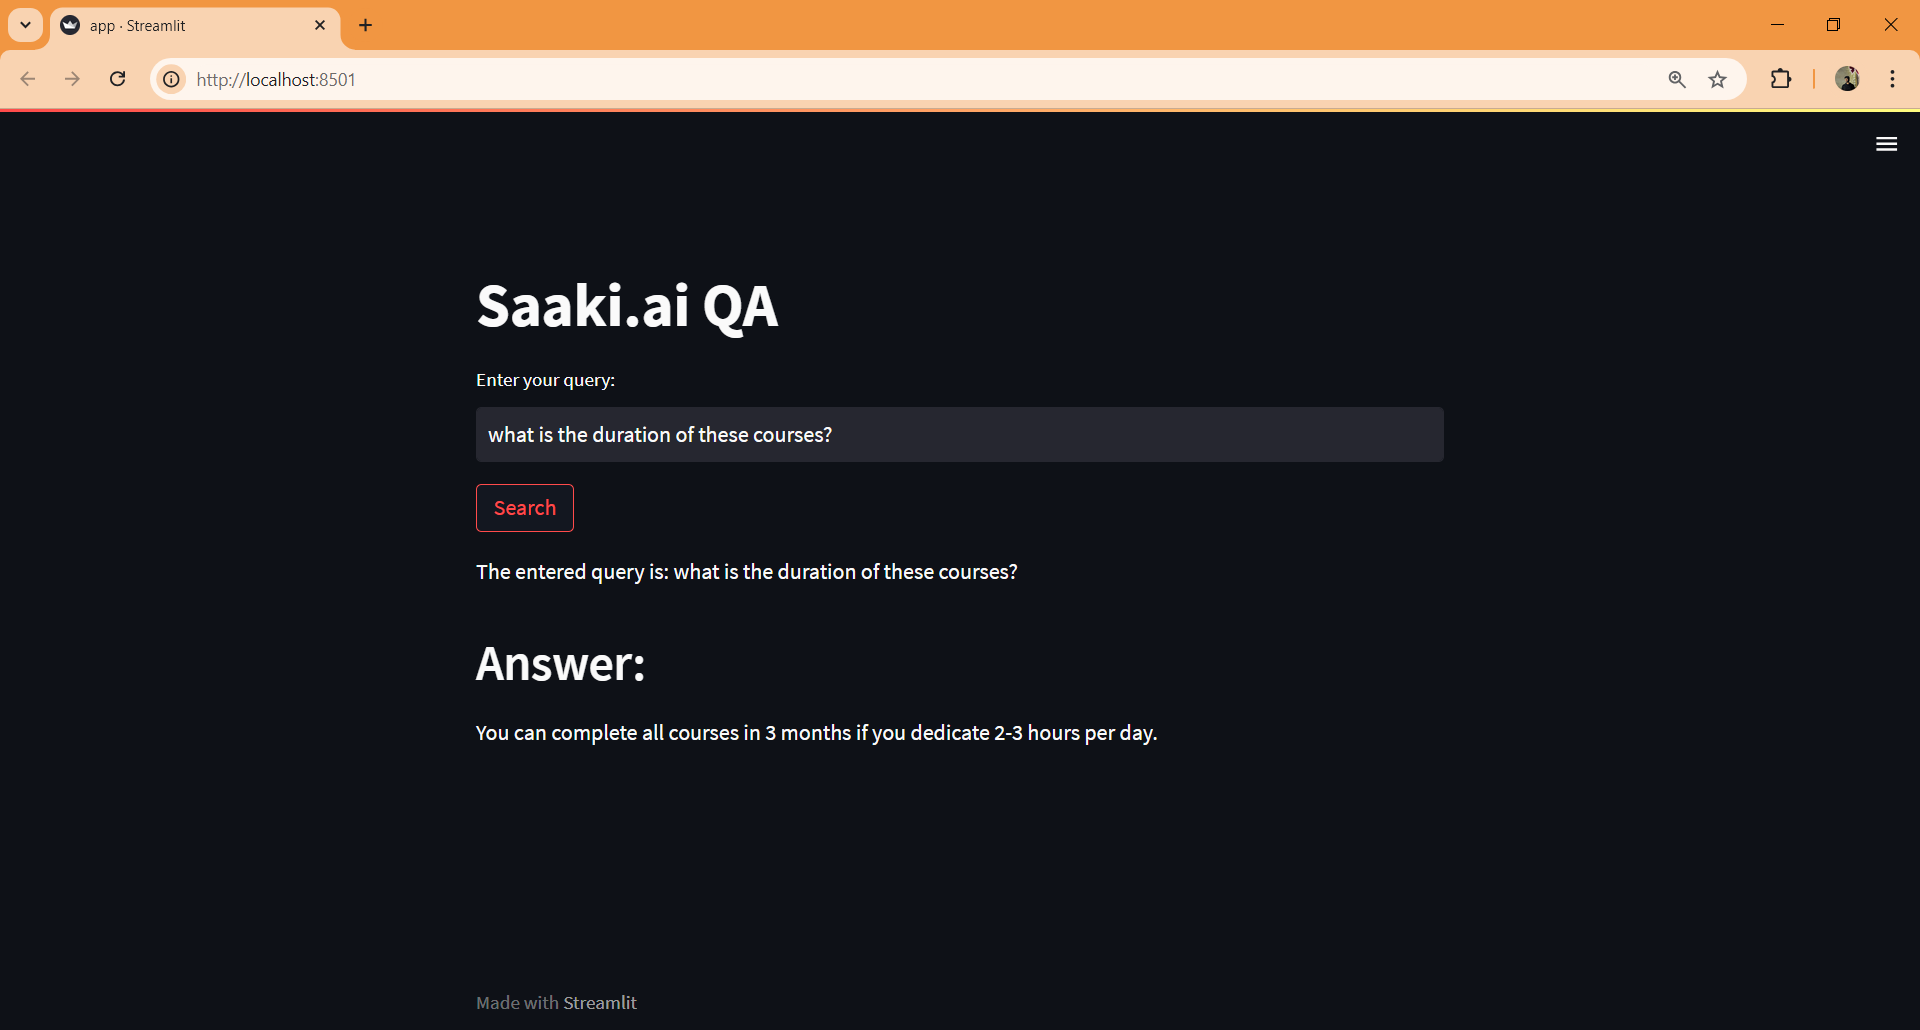 app · Streamlit
http://localhost:8501
Saaki.ai QA
Enter your query:
what is the duration of these courses?
Search
The entered query is: what is the duration of these courses?
Answer:
You can complete all courses in 3 months if you dedicate 2-3 hours per day.
Made with Streamlit